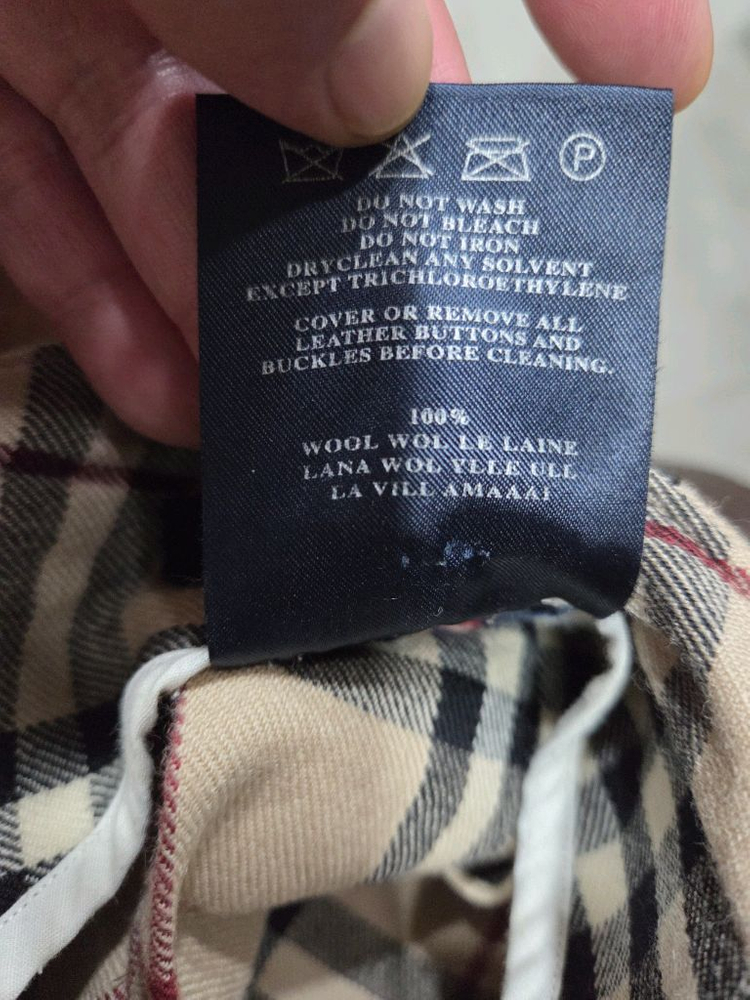 P
DO NOT WASH
DO NOT BLEACH
DO NOT IRON
DRYCLEAN ANY SOLVENT
EXCEPT TRICHLOROETHYLENE
COVER OR REMOVE ALL
LEATHER BUTTONS AND
BUCKLES BEFORE CLEANING.
100%
WOOL WOL LE LAINE
LANA WOL YLLE ULL
LA VILL AMAAAI